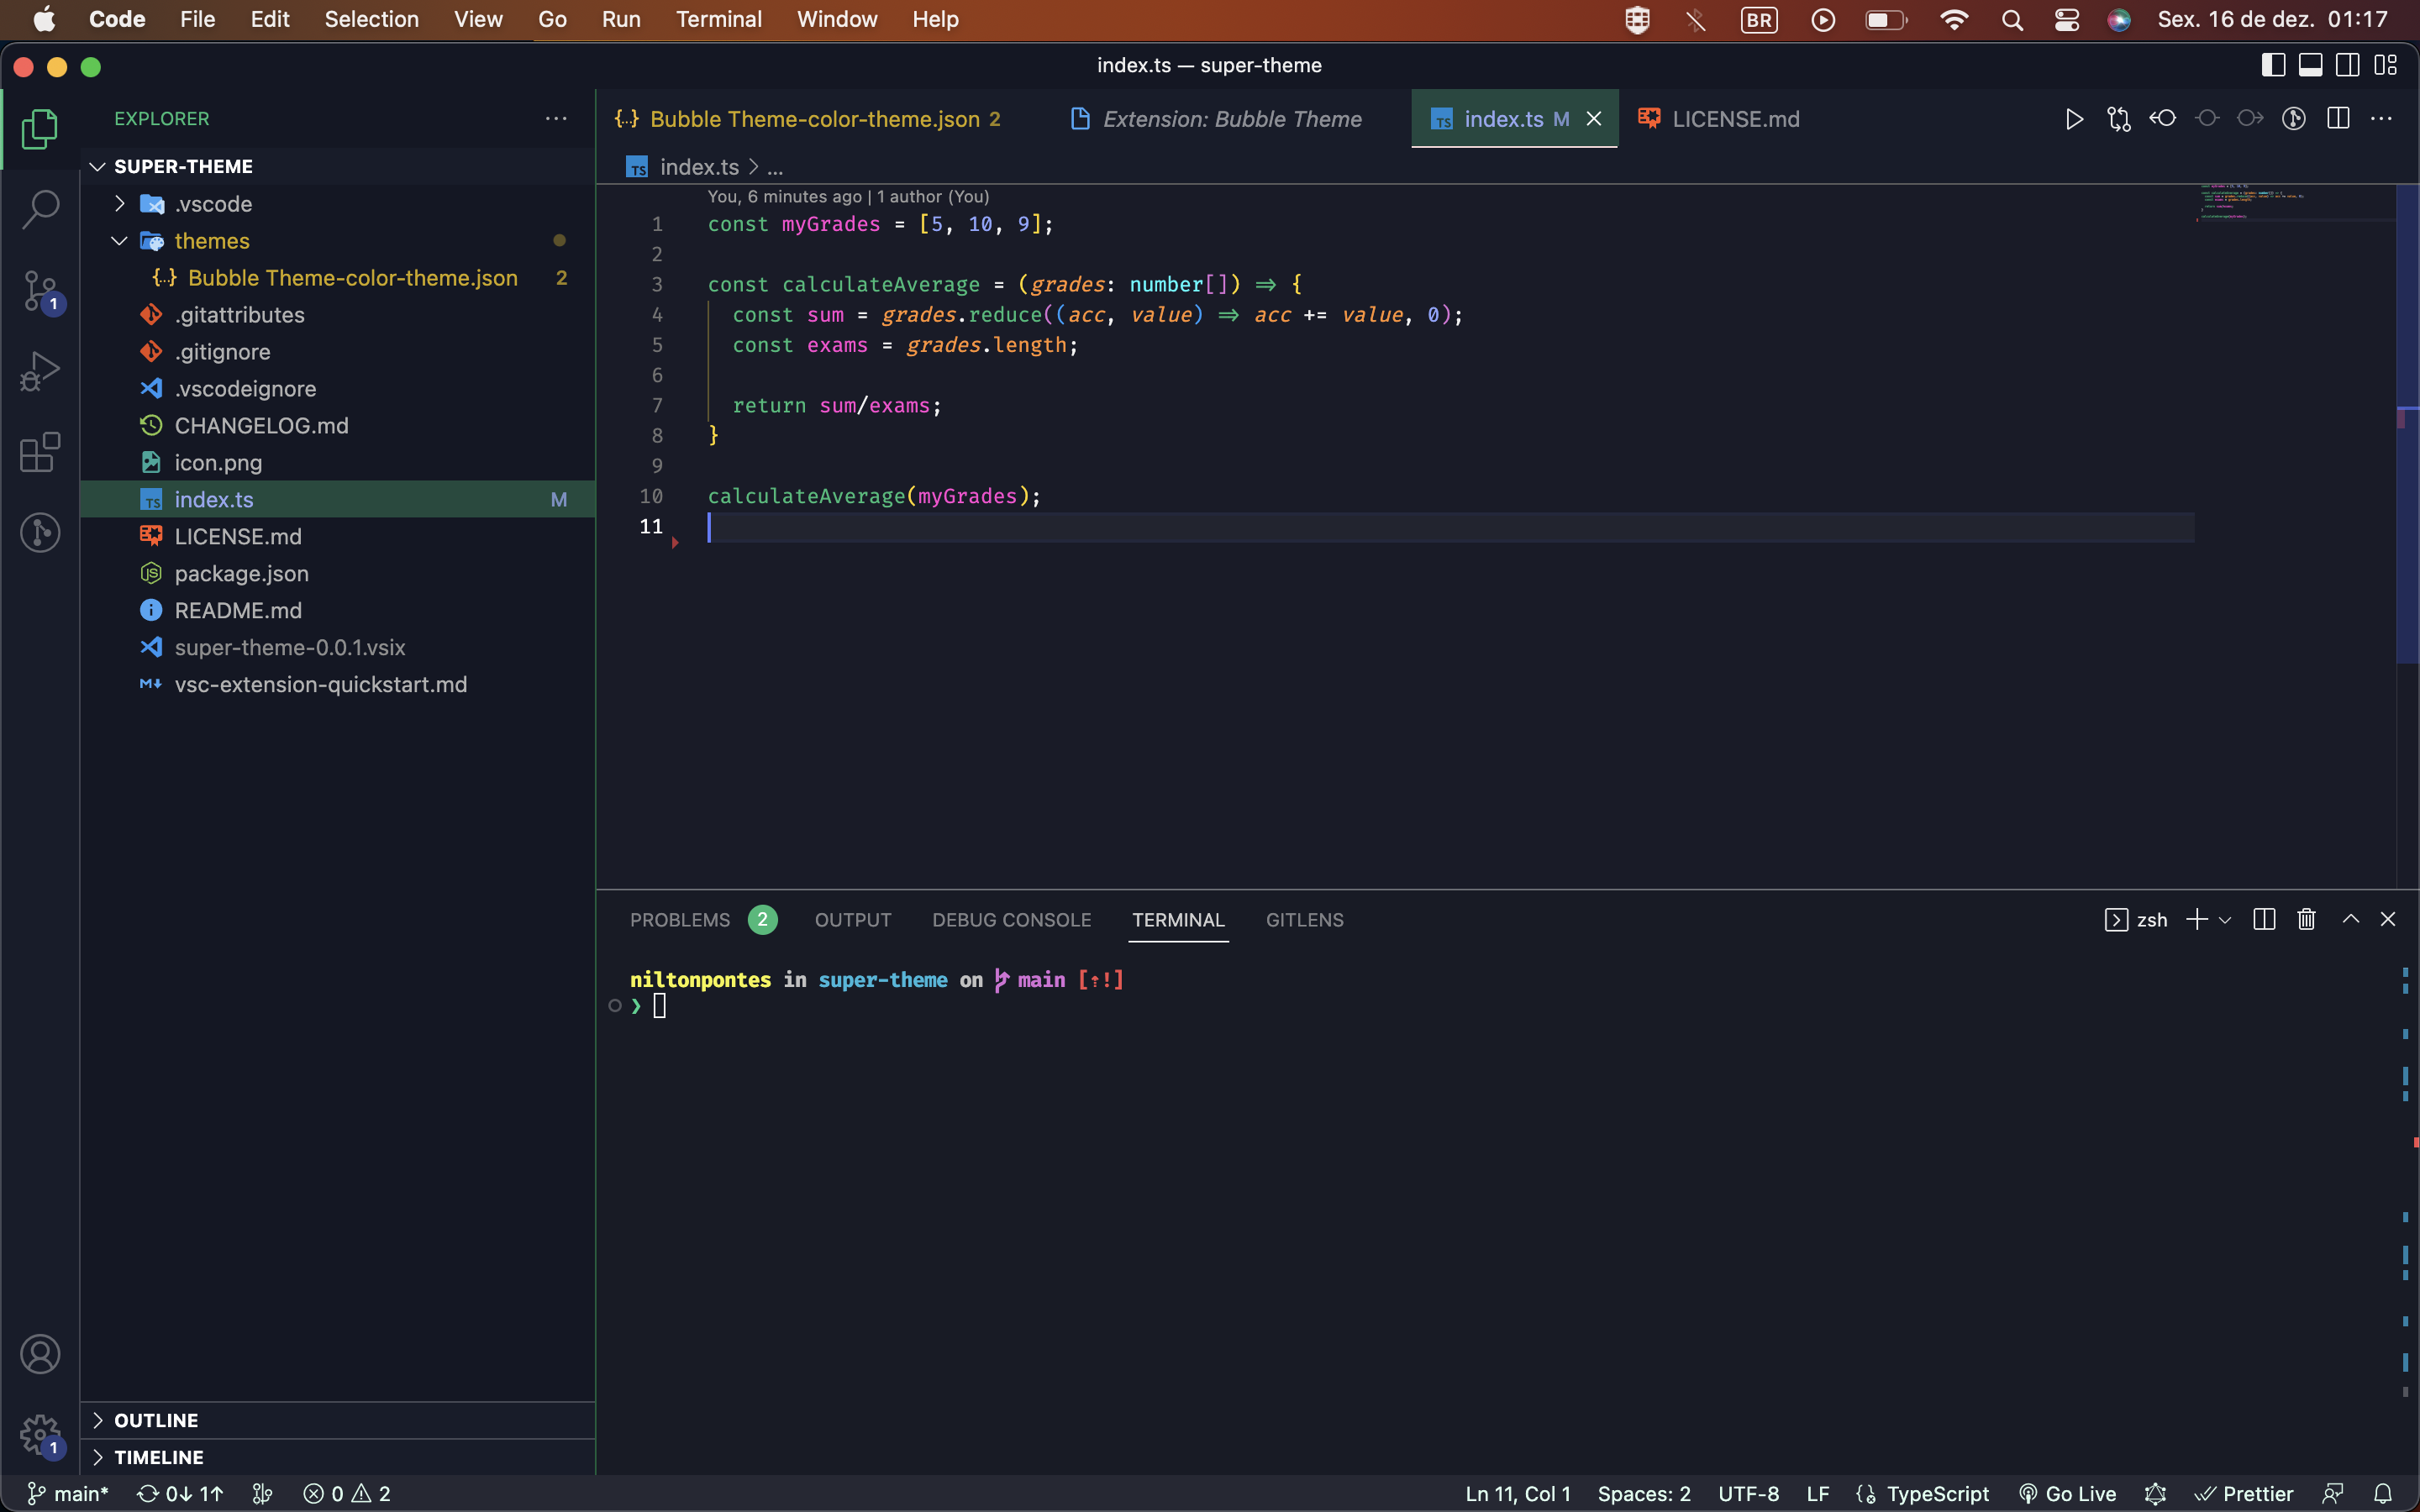 Code File Edit Selection View Go Run Terminal Window Help BR Sex. 16 de dez. 01:17
index.ts — super-theme
EXPLORER
SUPER-THEME
.vscode
themes
{..} Bubble Theme-color-theme.json 2
.gitattributes
.gitignore
.vscodeignore
CHANGELOG.md
icon.png
TS index.ts M
LICENSE.md
package.json
README.md
super-theme-0.0.1.vsix
vsc-extension-quickstart.md
OUTLINE
TIMELINE
1
1
{..} Bubble Theme-color-theme.json 2 Extension: Bubble Theme TS index.ts M LICENSE.md
TS index.ts > ...
You, 6 minutes ago | 1 author (You)
1 const myGrades = [5, 10, 9];
2
3 const calculateAverage = (grades: number[]) => {
4 const sum = grades.reduce((acc, value) => acc += value, 0);
5 const exams = grades.length;
6
7 return sum/exams;
8 }
9
10 calculateAverage(myGrades);
11
PROBLEMS 2 OUTPUT DEBUG CONSOLE TERMINAL GITLENS zsh
niltonpontes in super-theme on main [⇡!]
❯
main* 0↓ 1↑ 0 2 Ln 11, Col 1 Spaces: 2 UTF-8 LF TypeScript Go Live Prettier